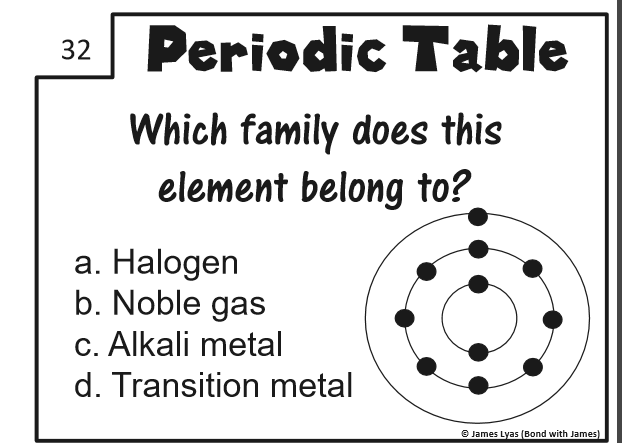 32
Periodic Table
Which family does this
element belong to?
a. Halogen
b. Noble gas
c. Alkali metal
d. Transition metal
© James Lyas (Bond with James)